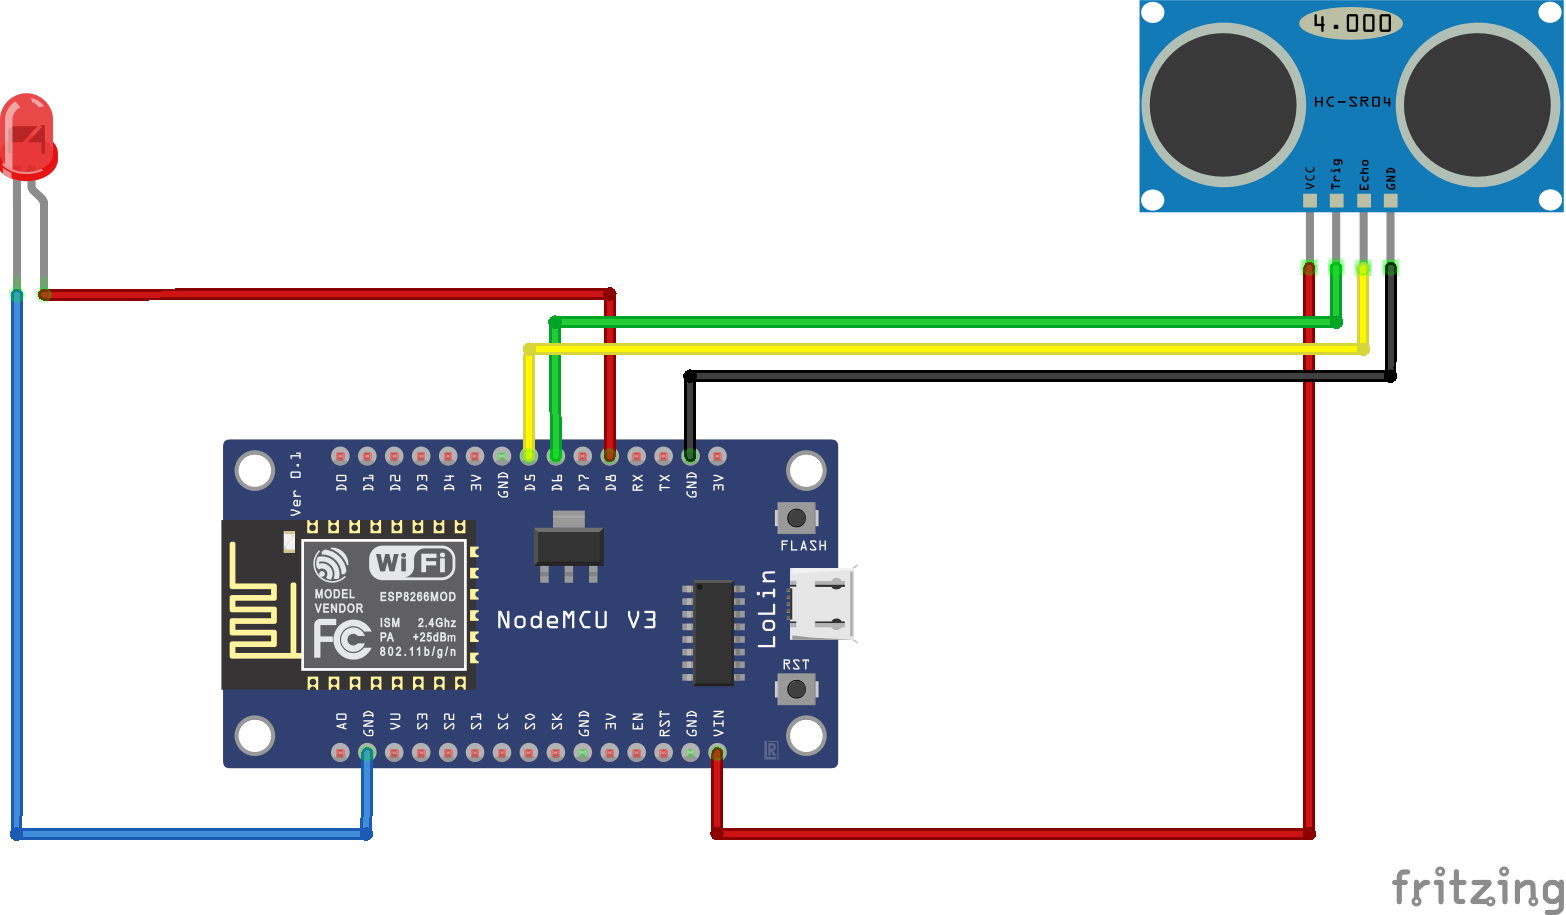 4.000
HC-SR04
VCC
Trig
Echo
GND
Ver 0.1
D0
D1
D2
D3
D4
3V
GND
D5
D6
D7
D8
RX
TX
GND
3V
FLASH
WiFi
MODEL
VENDOR
ESP8266MOD
FC
ISM 2.4Ghz
PA +25dBm
802.11b/g/n
NodeMCU V3
LoLin
RST
A0
GND
VU
S3
S2
S1
SC
S0
SK
GND
3V
EN
RST
GND
VIN
R
fritzing